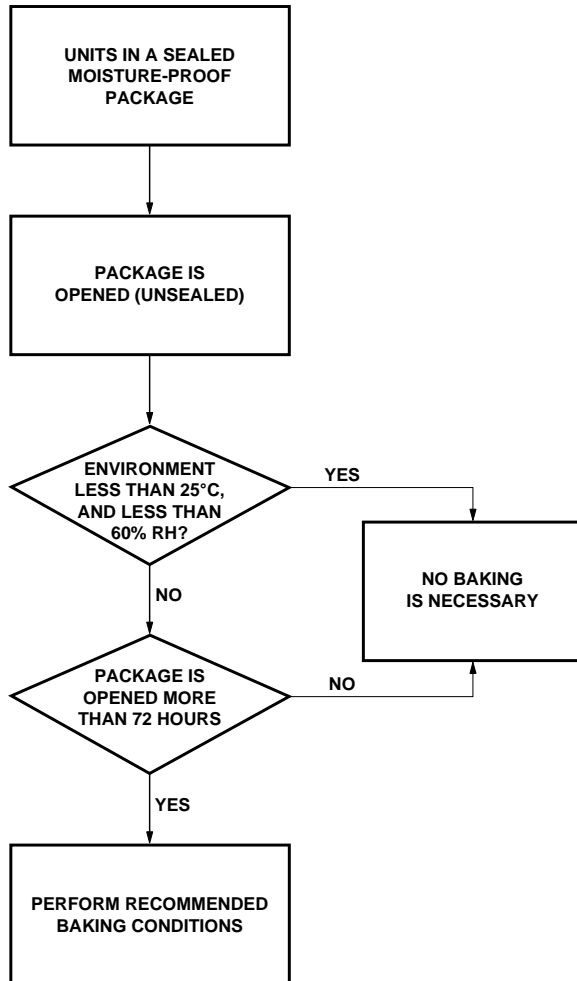 UNITS IN A SEALED
MOISTURE-PROOF
PACKAGE
PACKAGE IS
OPENED (UNSEALED)
ENVIRONMENT
LESS THAN 25°C,
AND LESS THAN
60% RH?
YES
NO BAKING
IS NECESSARY
NO
PACKAGE IS
OPENED MORE
THAN 72 HOURS
NO
YES
PERFORM RECOMMENDED
BAKING CONDITIONS